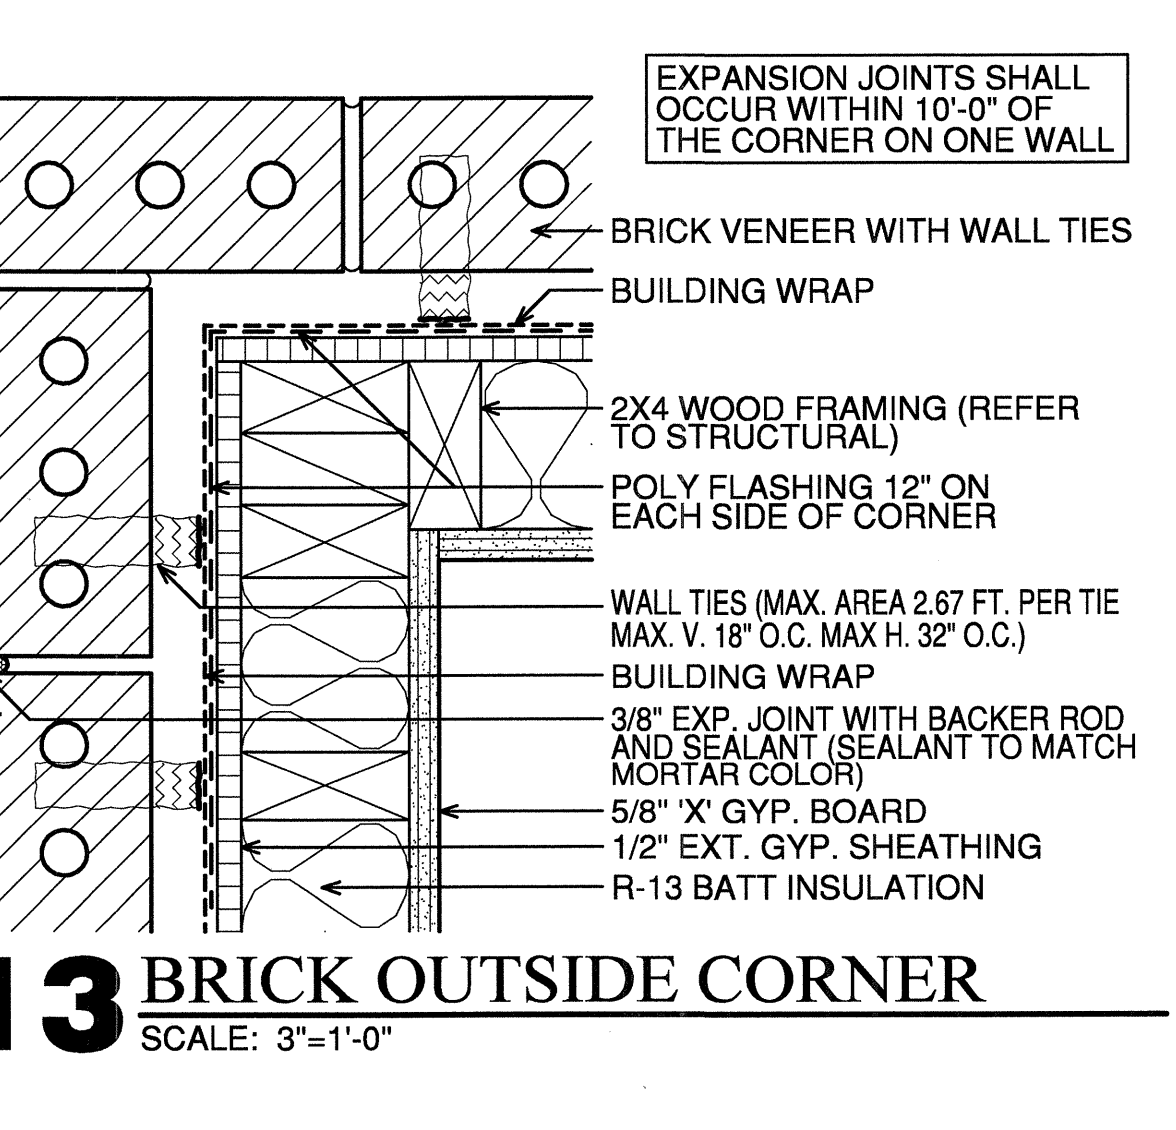 EXPANSION JOINTS SHALL
OCCUR WITHIN 10'-0" OF
THE CORNER ON ONE WALL
BRICK VENEER WITH WALL TIES
BUILDING WRAP
2X4 WOOD FRAMING (REFER
TO STRUCTURAL)
POLY FLASHING 12" ON
EACH SIDE OF CORNER
WALL TIES (MAX. AREA 2.67 FT. PER TIE
MAX. V. 18" O.C. MAX H. 32" O.C.)
BUILDING WRAP
3/8" EXP. JOINT WITH BACKER ROD
AND SEALANT (SEALANT TO MATCH
MORTAR COLOR)
5/8" 'X' GYP. BOARD
1/2" EXT. GYP. SHEATHING
R-13 BATT INSULATION
13 BRICK OUTSIDE CORNER
SCALE: 3"=1'-0"